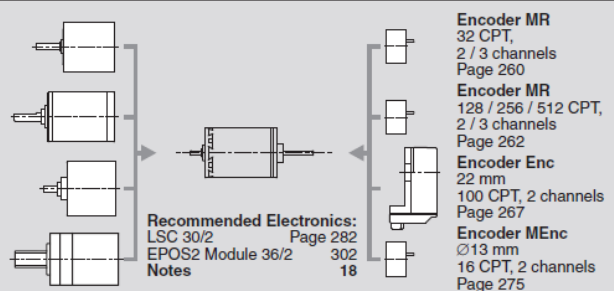 Encoder MR
32 CPT,
2 / 3 channels
Page 260
Encoder MR
128 / 256 / 512 CPT,
2 / 3 channels
Page 262
Encoder Enc
22 mm
100 CPT, 2 channels
Page 267
Encoder MEnc
∅13 mm
16 CPT, 2 channels
Page 275
Recommended Electronics:
LSC 30/2 Page 282
EPOS2 Module 36/2 302
Notes 18